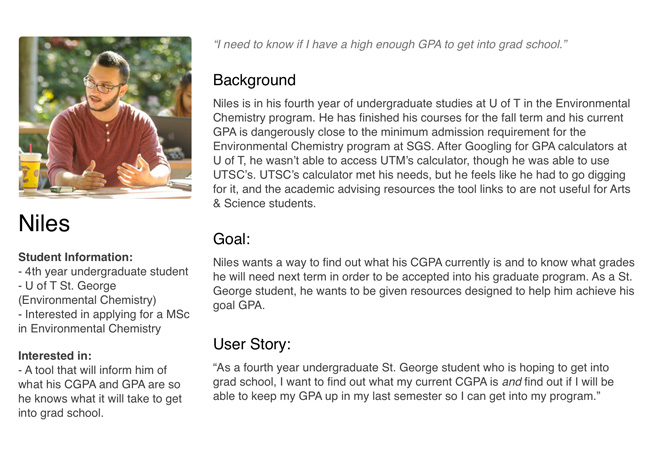 "I need to know if I have a high enough GPA to get into grad school."
Background
Niles is in his fourth year of undergraduate studies at U of T in the Environmental
Chemistry program. He has finished his courses for the fall term and his current
GPA is dangerously close to the minimum admission requirement for the
Environmental Chemistry program at SGS. After Googling for GPA calculators at
U of T, he wasn't able to access UTM's calculator, though he was able to use
UTSC's. UTSC's calculator met his needs, but he feels like he had to go digging
for it, and the academic advising resources the tool links to are not useful for Arts
& Science students.
Goal:
Niles wants a way to find out what his CGPA currently is and to know what grades
he will need next term in order to be accepted into his graduate program. As a St.
George student, he wants to be given resources designed to help him achieve his
goal GPA.
User Story:
"As a fourth year undergraduate St. George student who is hoping to get into
grad school, I want to find out what my current CGPA is and find out if I will be
able to keep my GPA up in my last semester so I can get into my program."
Niles
Student Information:
- 4th year undergraduate student
- U of T St. George
(Environmental Chemistry)
- Interested in applying for a MSc
in Environmental Chemistry
Interested in:
- A tool that will inform him of
what his CGPA and GPA are so
he knows what it will take to get
into grad school.